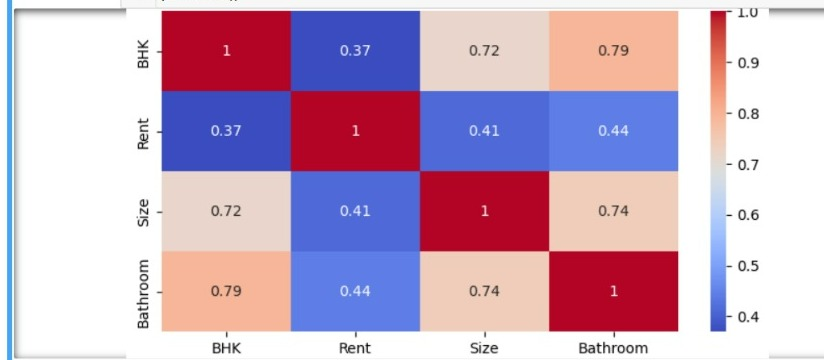 1.0
BHK 1 0.37 0.72 0.79
0.9
0.8
Rent 0.37 1 0.41 0.44
0.7
Size 0.72 0.41 1 0.74
0.6
0.5
Bathroom 0.79 0.44 0.74 1
0.4
BHK Rent Size Bathroom